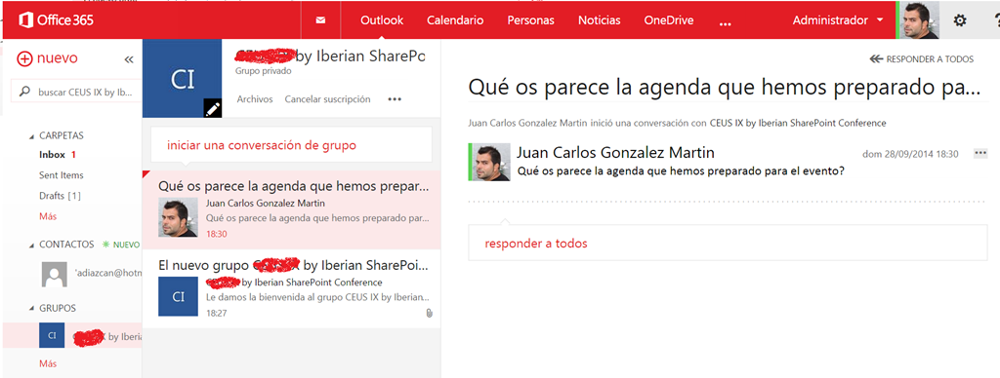 Office 365
Outlook Calendario Personas Noticias OneDrive ... Administrador ?
nuevo «
buscar CEUS IX by Ib...
CARPETAS
Inbox 1
Sent Items
Drafts [1]
Más
CONTACTOS NUEVO
'adiazcan@hotn
GRUPOS
CI by Iberian
Más
CI
by Iberian SharePo
Grupo privado
Archivos Cancelar suscripción ...
iniciar una conversación de grupo
Qué os parece la agenda que hemos prepar...
Juan Carlos Gonzalez Martin
Qué os parece la agenda que hemos preparado par...
18:30
El nuevo grupo by Iberian SharePoi...
CI
by Iberian SharePoint Conference
Le damos la bienvenida al grupo CEUS IX by Iberian...
18:27
RESPONDER A TODOS
Qué os parece la agenda que hemos preparado pa...
Juan Carlos Gonzalez Martin inició una conversación con CEUS IX by Iberian SharePoint Conference
Juan Carlos Gonzalez Martin dom 28/09/2014 18:30 ...
Qué os parece la agenda que hemos preparado para el evento?
responder a todos